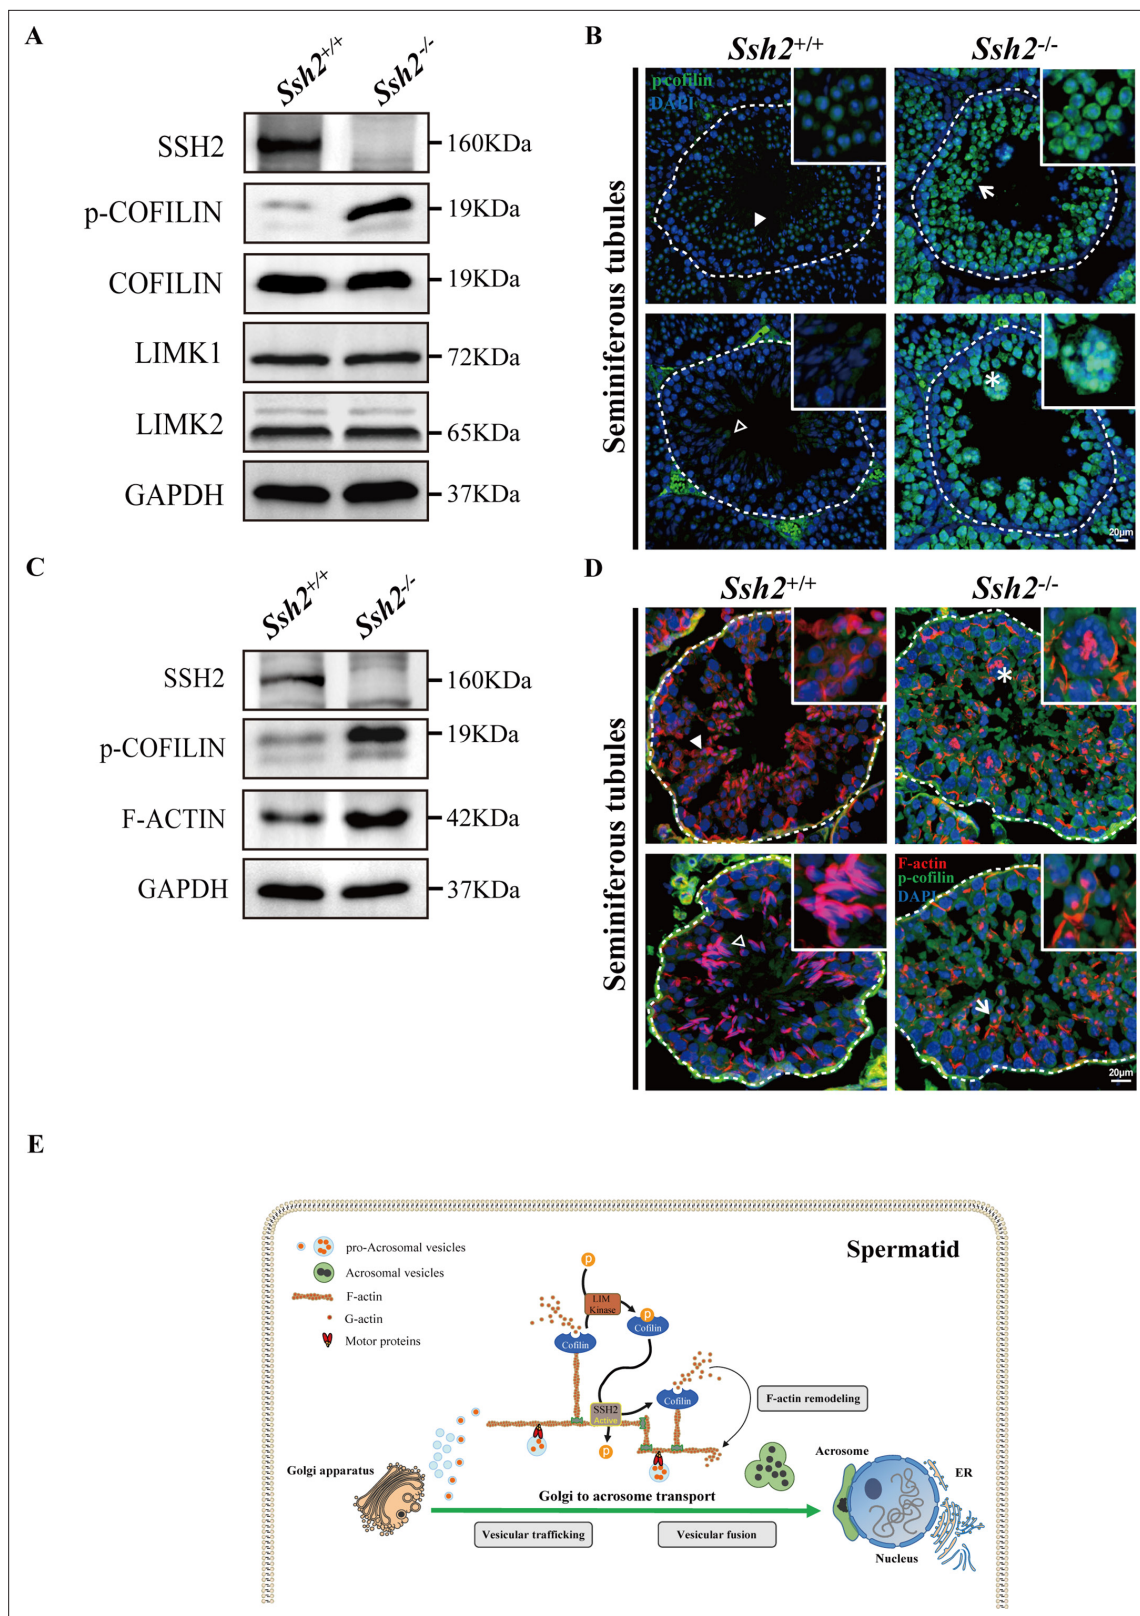 A
Ssh2+/+
Ssh2-/-
SSH2
160KDa
p-COFILIN
19KDa
COFILIN
19KDa
LIMK1
72KDa
LIMK2
65KDa
GAPDH
37KDa
B
Ssh2+/+
Ssh2-/-
Seminiferous tubules
p-cofilin
DAPI
20μm
C
Ssh2+/+
Ssh2-/-
SSH2
160KDa
p-COFILIN
19KDa
F-ACTIN
42KDa
GAPDH
37KDa
D
Ssh2+/+
Ssh2-/-
Seminiferous tubules
F-actin
p-cofilin
DAPI
20μm
E
Spermatid
pro-Acrosomal vesicles
Acrosomal vesicles
F-actin
G-actin
Motor proteins
P
LIM
Kinase
P
Cofilin
Cofilin
Cofilin
SSH2
Active
P
F-actin remodeling
Golgi apparatus
Golgi to acrosome transport
Vesicular trafficking
Vesicular fusion
Acrosome
ER
Nucleus